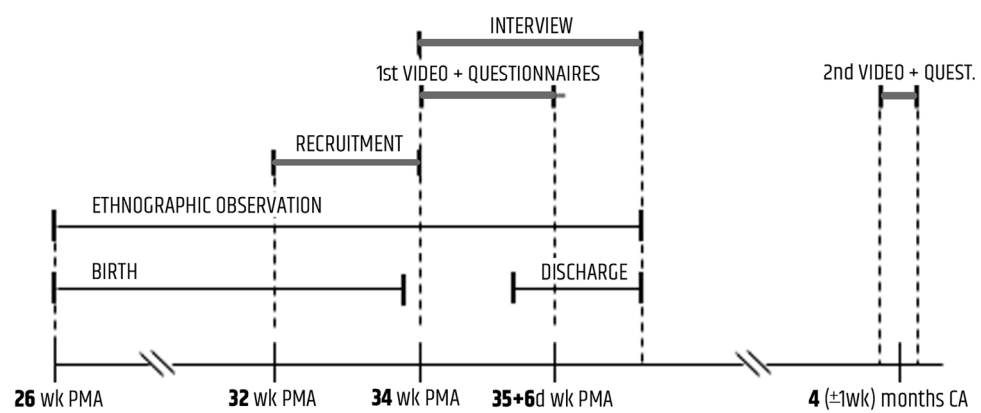 INTERVIEW
1st VIDEO + QUESTIONNAIRES
2nd VIDEO + QUEST.
RECRUITMENT
ETHNOGRAPHIC OBSERVATION
BIRTH
DISCHARGE
26 wk PMA
32 wk PMA
34 wk PMA
35+6d wk PMA
4 (±1wk) months CA